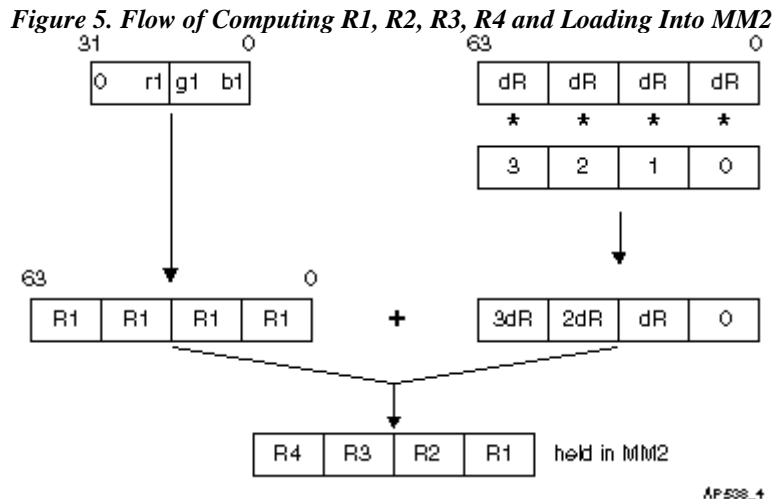 Figure 5. Flow of Computing R1, R2, R3, R4 and Loading Into MM2
31 0 63 0
0 r1 g1 b1 dR dR dR dR
* * * *
3 2 1 0
63 0
R1 R1 R1 R1 + 3dR 2dR dR 0
R4 R3 R2 R1 held in MM2
AP538_4